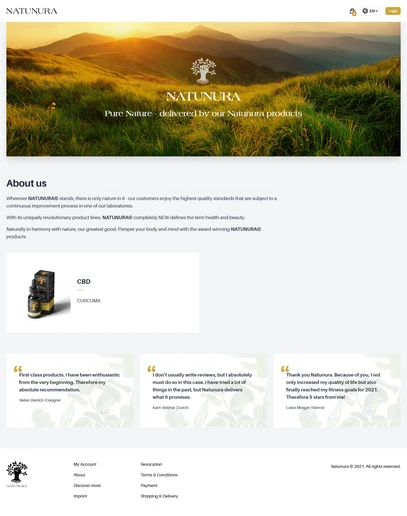 NATUNURA
EN
Login
NATUNURA
Pure Nature - delivered by our Natunura products
About us
Wherever NATUNURA© stands, there is only nature in it - our customers enjoy the highest quality standards that are subject to a
continuous improvement process in one of our laboratories.
With its uniquely revolutionary product lines, NATUNURA© completely NEW defines the term health and beauty.
Naturally in harmony with nature, our greatest good. Pamper your body and mind with the award winning NATUNURA©
products.
CBD
CURCUMA
First-class products. I have been enthusiastic
from the very beginning. Therefore my
absolute recommendation.
Stefan Dietrich (Cologne)
I don't usually write reviews, but I absolutely
must do so in this case. I have tried a lot of
things in the past, but Natunura delivers
what it promises.
Karin Widmer (Zurich)
Thank you Natunura. Because of you, I not
only increased my quality of life but also
finally reached my fitness goals for 2021.
Therefore 5 stars from me!
Lukas Morgan (Vienna)
NATUNURA
My Account
About
Discover more
Imprint
Revocation
Terms & Conditions
Payment
Shipping & Delivery
Natunura © 2021. All rights reserved.